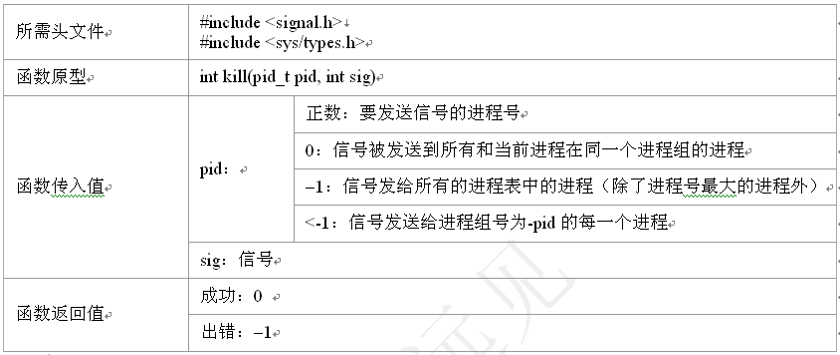 所需头文件
#include <signal.h>
#include <sys/types.h>
函数原型
int kill(pid_t pid, int sig)
函数传入值
pid：
正数：要发送信号的进程号
0：信号被发送到所有和当前进程在同一个进程组的进程
–1：信号发给所有的进程表中的进程（除了进程号最大的进程外）
<-1：信号发送给进程组号为-pid 的每一个进程
sig：信号
函数返回值
成功：0
出错：–1
远见